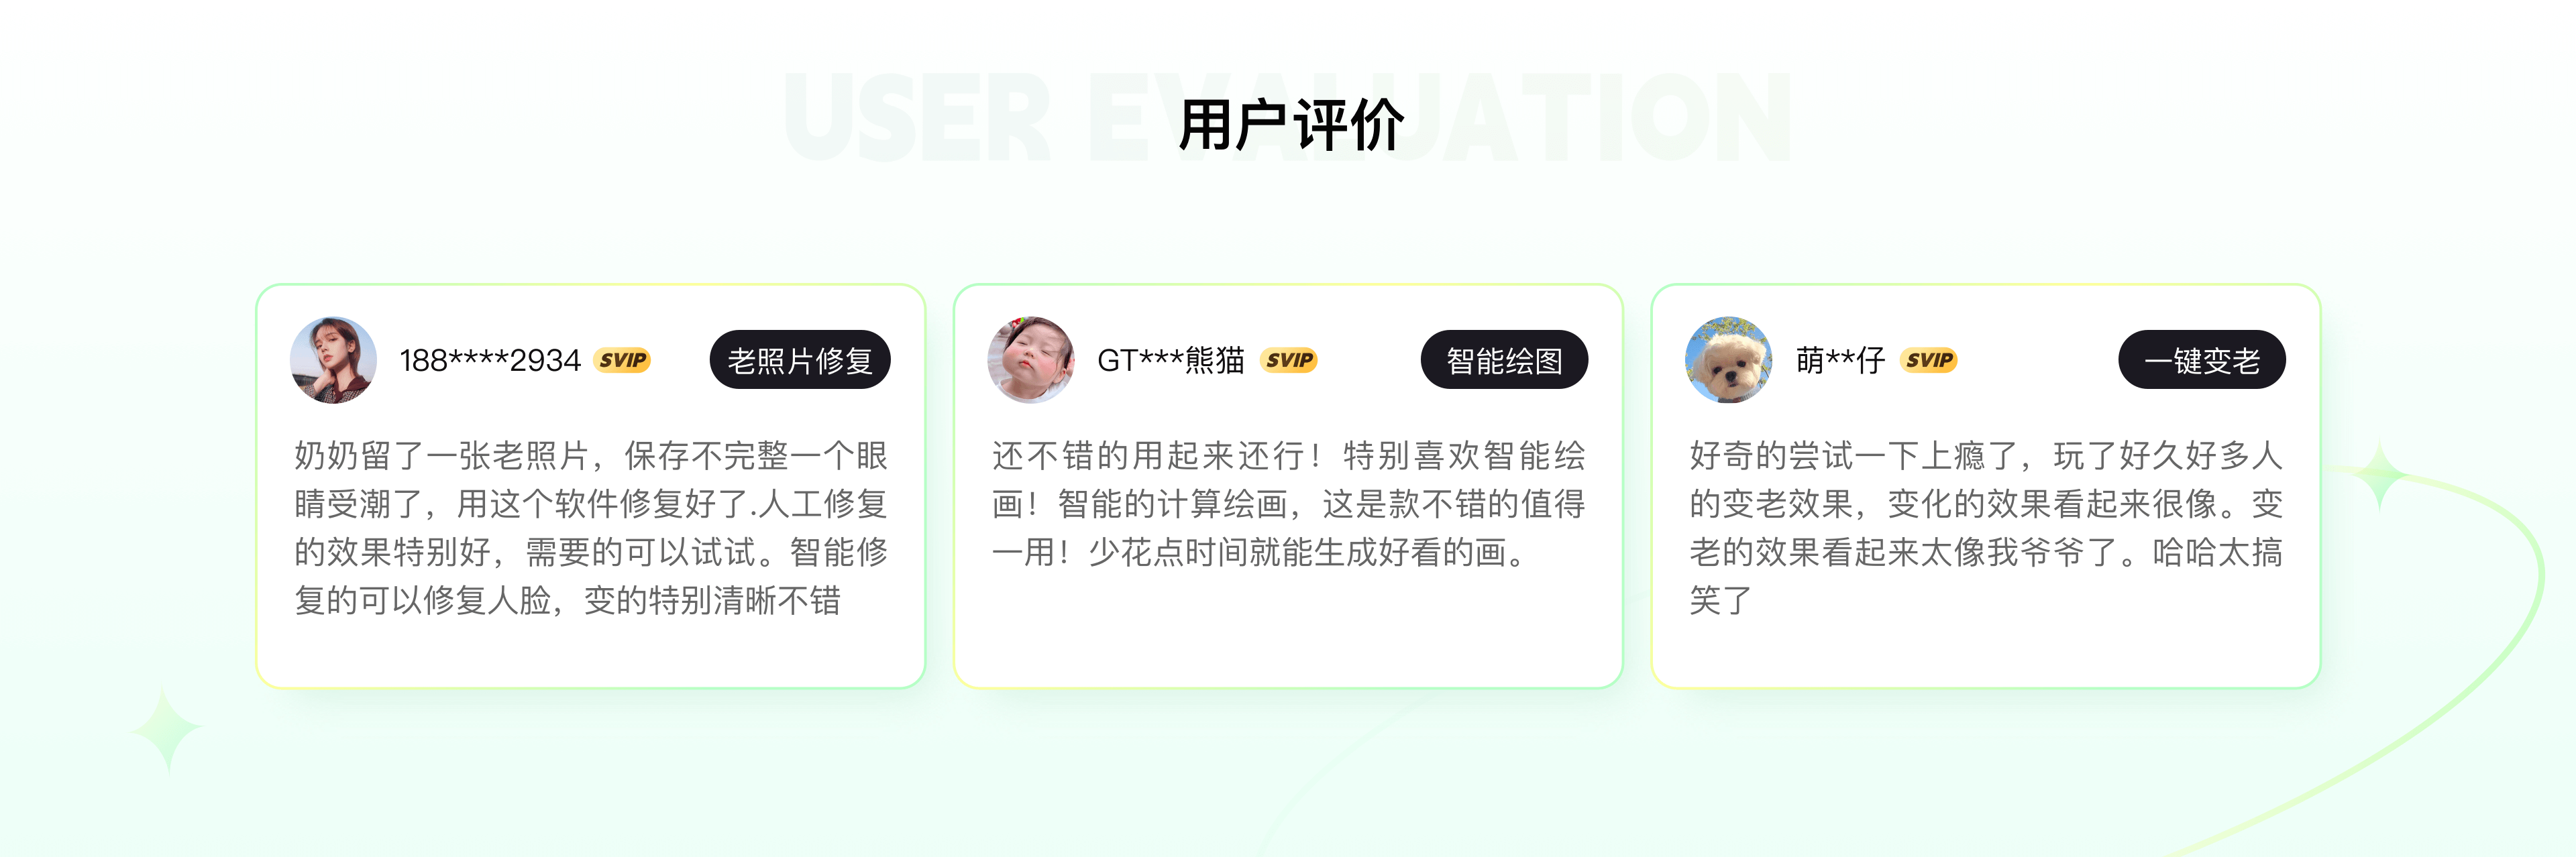 USER EVALUATION
用户评价
188****2934 SVIP 老照片修复
奶奶留了一张老照片，保存不完整一个眼
睛受潮了，用这个软件修复好了.人工修复
的效果特别好，需要的可以试试。智能修
复的可以修复人脸，变的特别清晰不错
GT***熊猫 SVIP 智能绘图
还不错的用起来还行！特别喜欢智能绘
画！智能的计算绘画，这是款不错的值得
一用！少花点时间就能生成好看的画。
萌**仔 SVIP 一键变老
好奇的尝试一下上瘾了，玩了好久好多人
的变老效果，变化的效果看起来很像。变
老的效果看起来太像我爷爷了。哈哈太搞
笑了